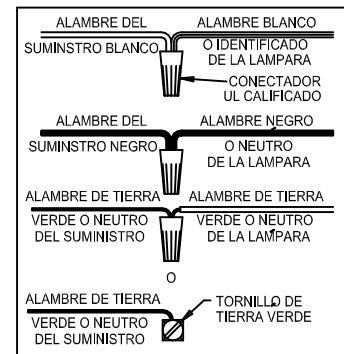 ALAMBRE DEL ALAMBRE BLANCO
SUMINSTRO BLANCO O IDENTIFICADO
DE LA LAMPARA
CONECTADOR
UL CALIFICADO
ALAMBRE DEL ALAMBRE NEGRO
SUMINSTRO NEGRO O NEUTRO
DE LA LAMPARA
ALAMBRE DE TIERRA ALAMBRE DE TIERRA
VERDE O NEUTRO VERDE O NEUTRO
DEL SUMINISTRO DE LA LAMPARA
O
ALAMBRE DE TIERRA TORNILLO DE
VERDE O NEUTRO TIERRA VERDE
DEL SUMINISTRO